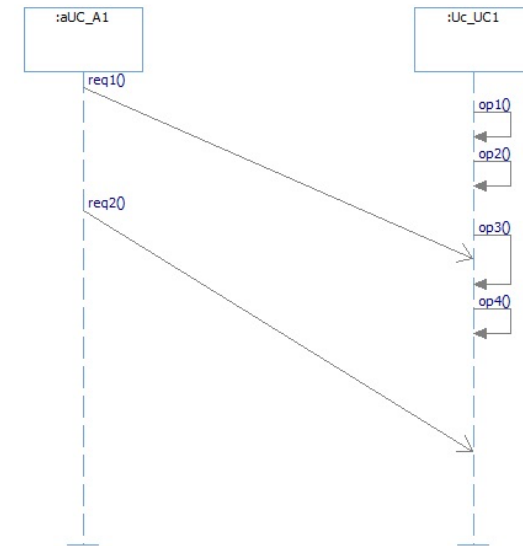 :aUC_A1
:Uc_UC1
req1()
op1()
op2()
req2()
op3()
op4()